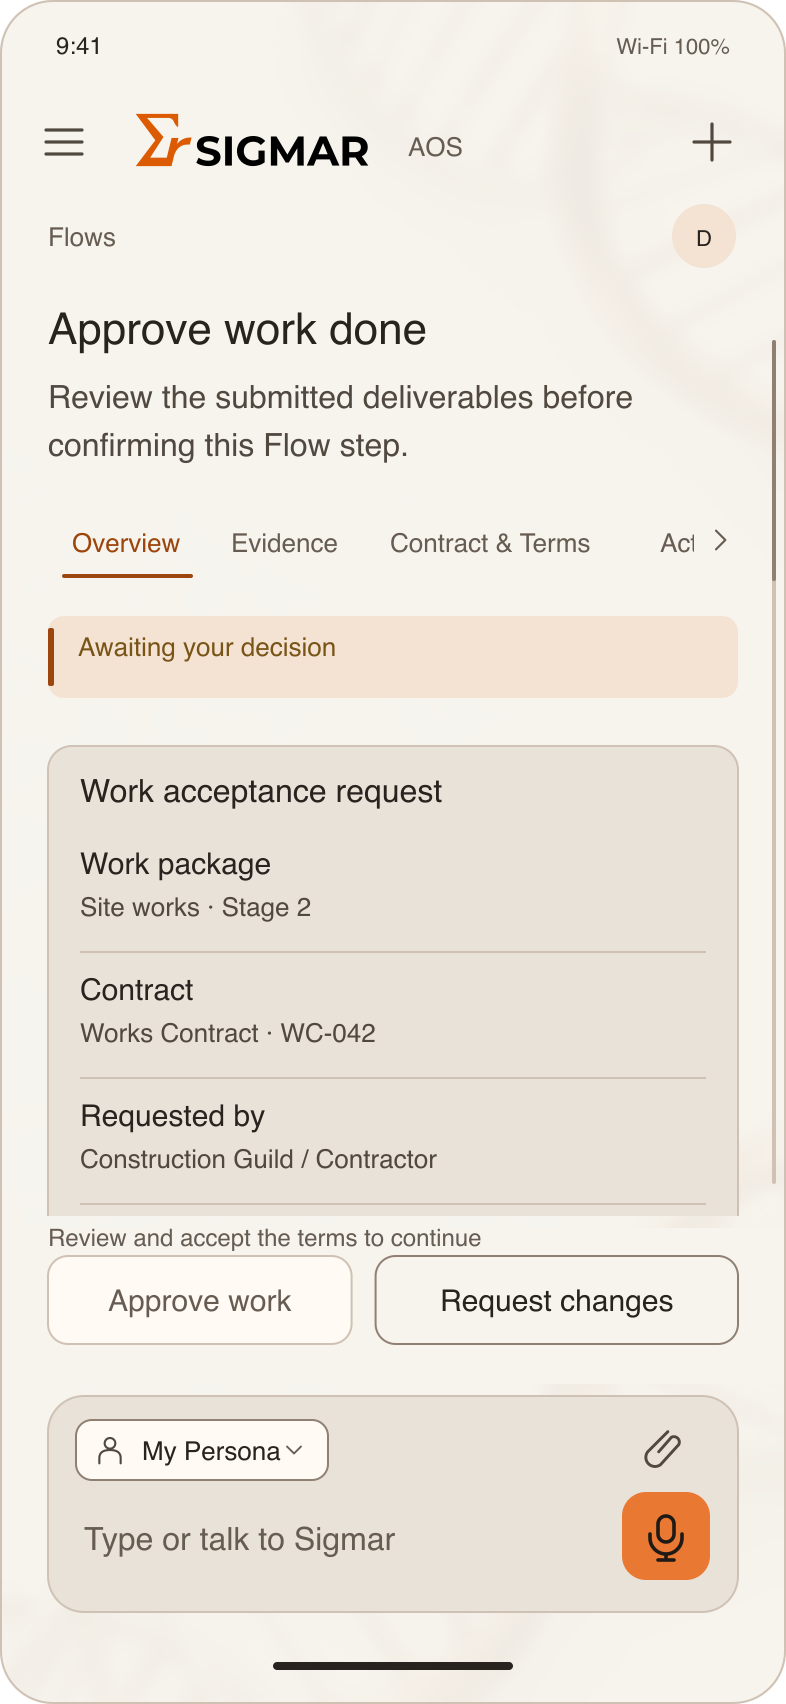 9:41
Wi-Fi 100%
Σr SIGMAR
AOS
Flows
D
Approve work done
Review the submitted deliverables before
confirming this Flow step.
Overview
Evidence
Contract & Terms
Act
Awaiting your decision
Work acceptance request
Work package
Site works · Stage 2
Contract
Works Contract · WC-042
Requested by
Construction Guild / Contractor
Review and accept the terms to continue
Approve work
Request changes
My Persona
Type or talk to Sigmar